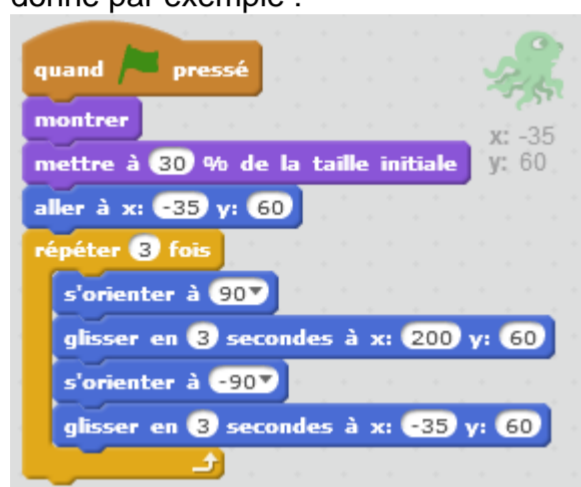 donne par exemple :
quand pressé
montrer
mettre à 30 % de la taille initiale
aller à x: -35 y: 60
répéter 3 fois
s'orienter à 90
glisser en 3 secondes à x: 200 y: 60
s'orienter à -90
glisser en 3 secondes à x: -35 y: 60
x: -35
y: 60